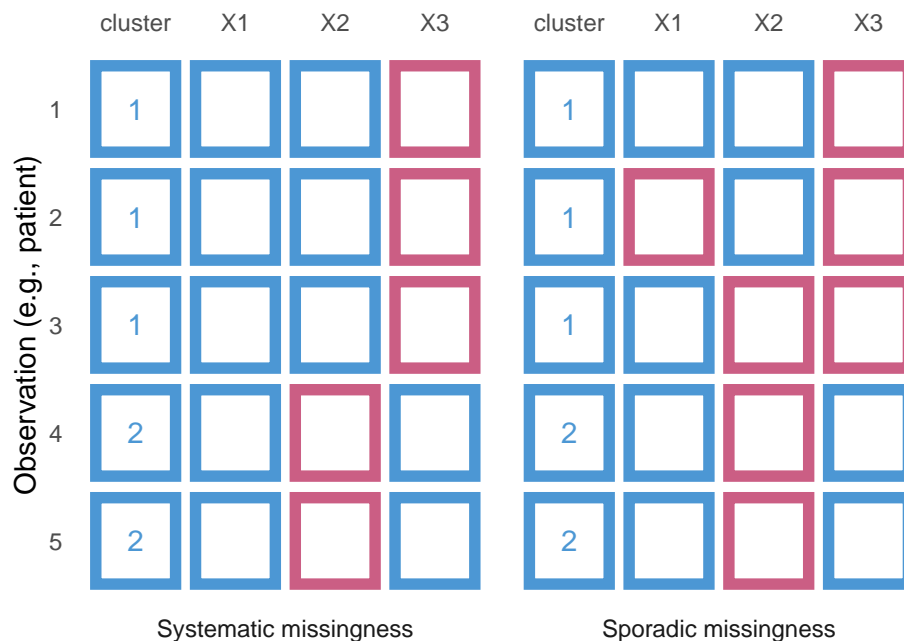 cluster X1 X2 X3 cluster X1 X2 X3
Observation (e.g., patient)
1 1 1
2 1 1
3 1 1
4 2 2
5 2 2
Systematic missingness Sporadic missingness